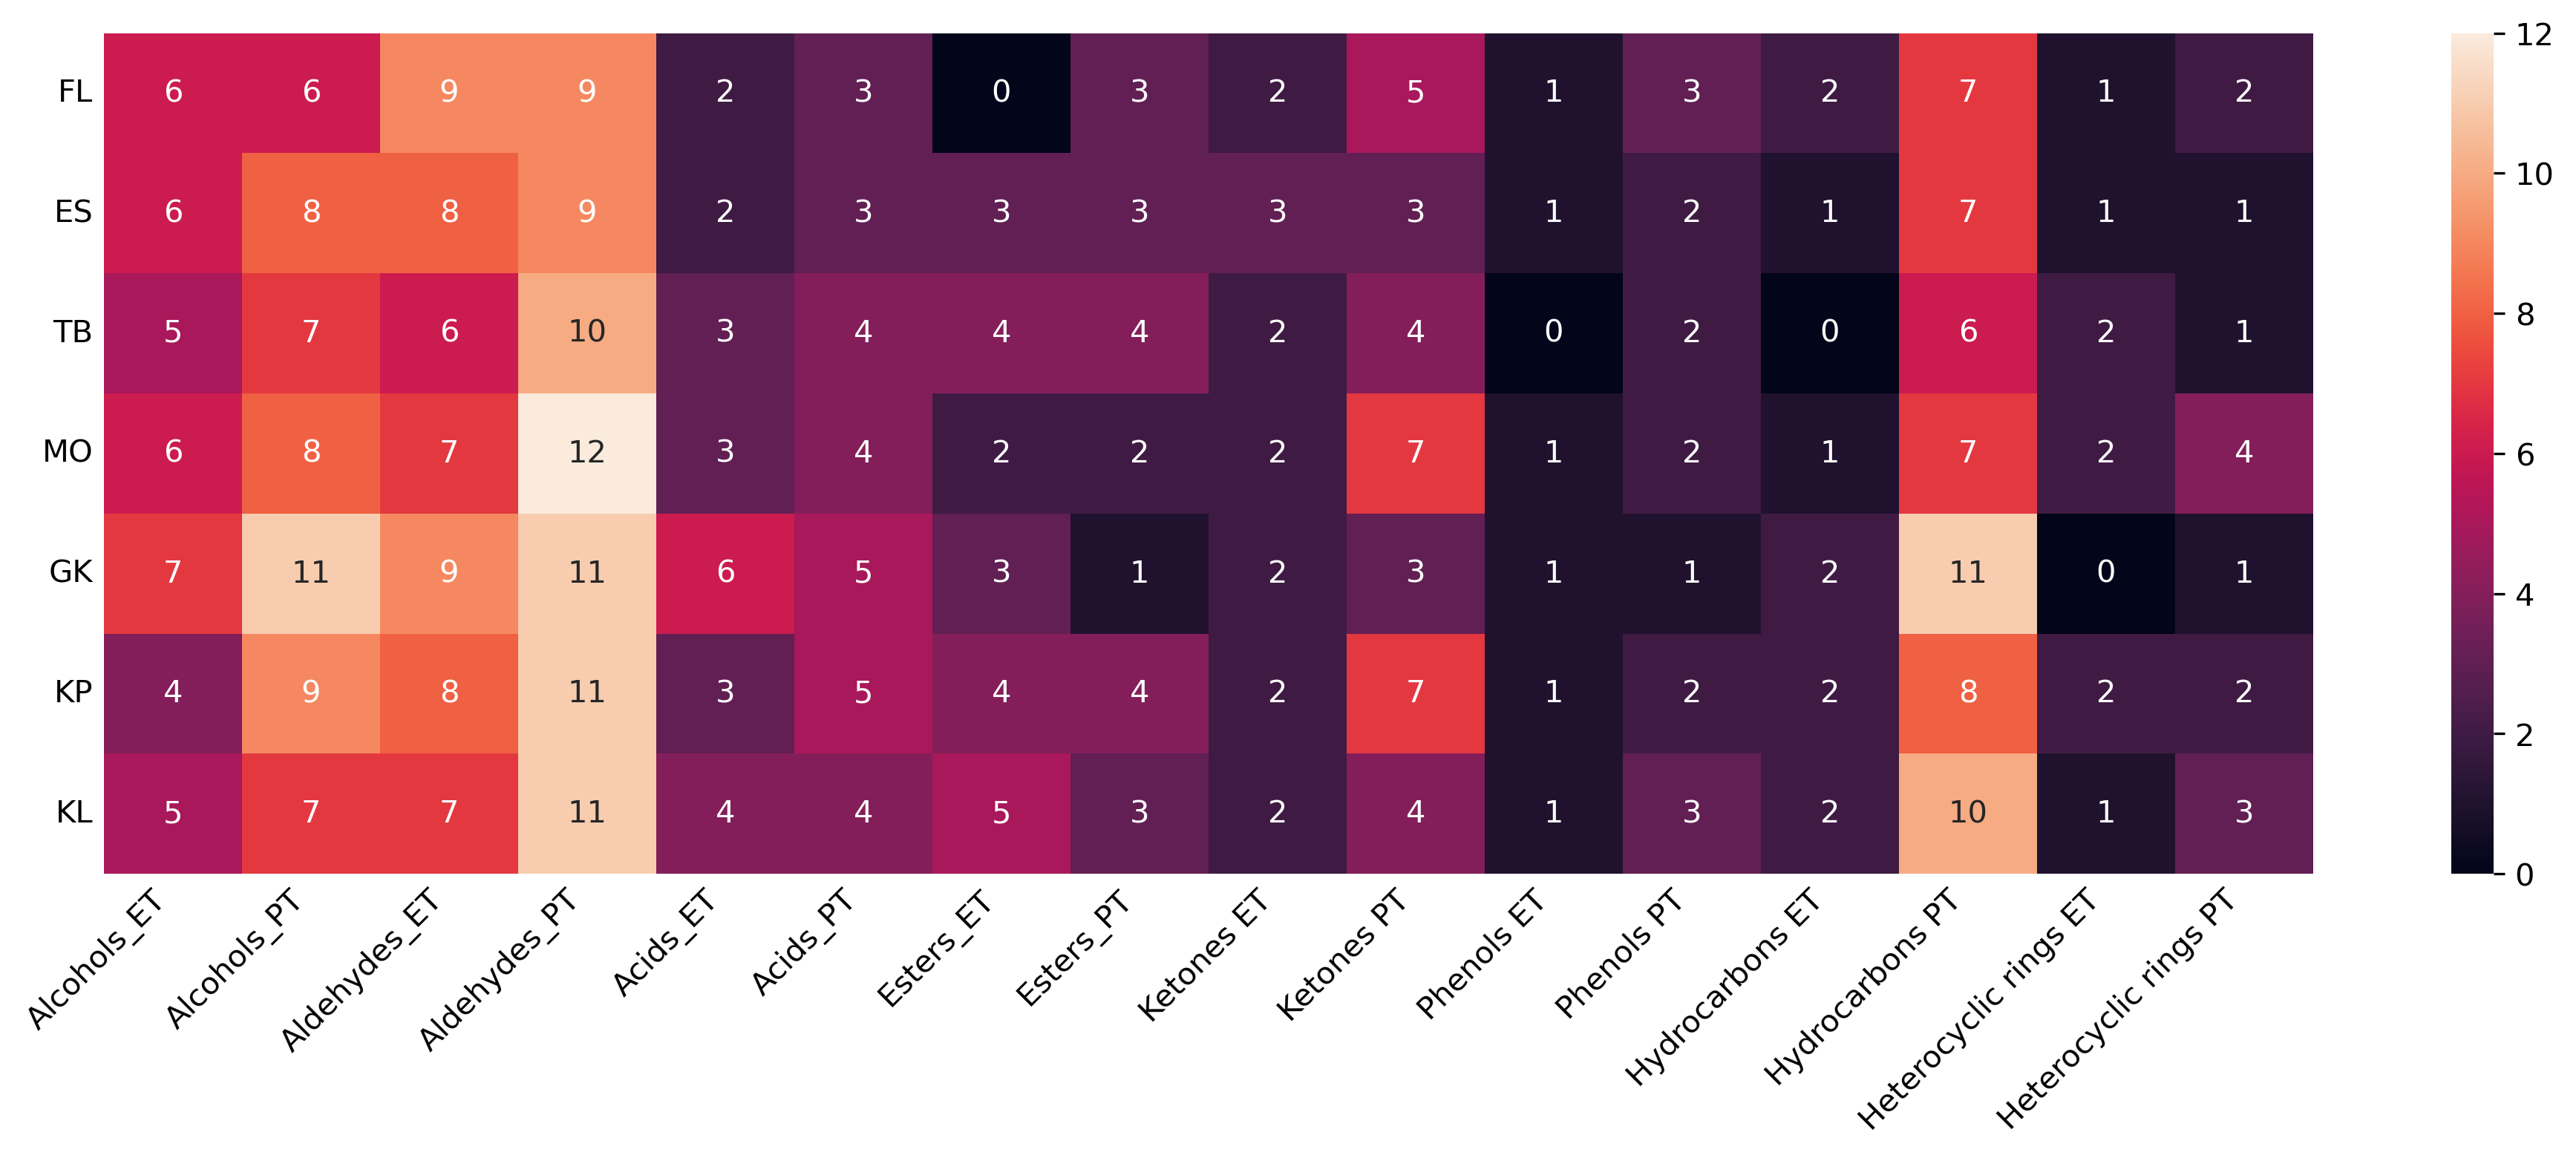 FL 6 6 9 9 2 3 0 3 2 5 1 3 2 7 1 2
ES 6 8 8 9 2 3 3 3 3 3 1 2 1 7 1 1
TB 5 7 6 10 3 4 4 4 2 4 0 2 0 6 2 1
MO 6 8 7 12 3 4 2 2 2 7 1 2 1 7 2 4
GK 7 11 9 11 6 5 3 1 2 3 1 1 2 11 0 1
KP 4 9 8 11 3 5 4 4 2 7 1 2 2 8 2 2
KL 5 7 7 11 4 4 5 3 2 4 1 3 2 10 1 3
Alcohols_ET
Alcohols_PT
Aldehydes_ET
Aldehydes_PT
Acids_ET
Acids_PT
Esters_ET
Esters_PT
Ketones ET
Ketones PT
Phenols ET
Phenols PT
Hydrocarbons ET
Hydrocarbons PT
Heterocyclic rings ET
Heterocyclic rings PT
12
10
8
6
4
2
0